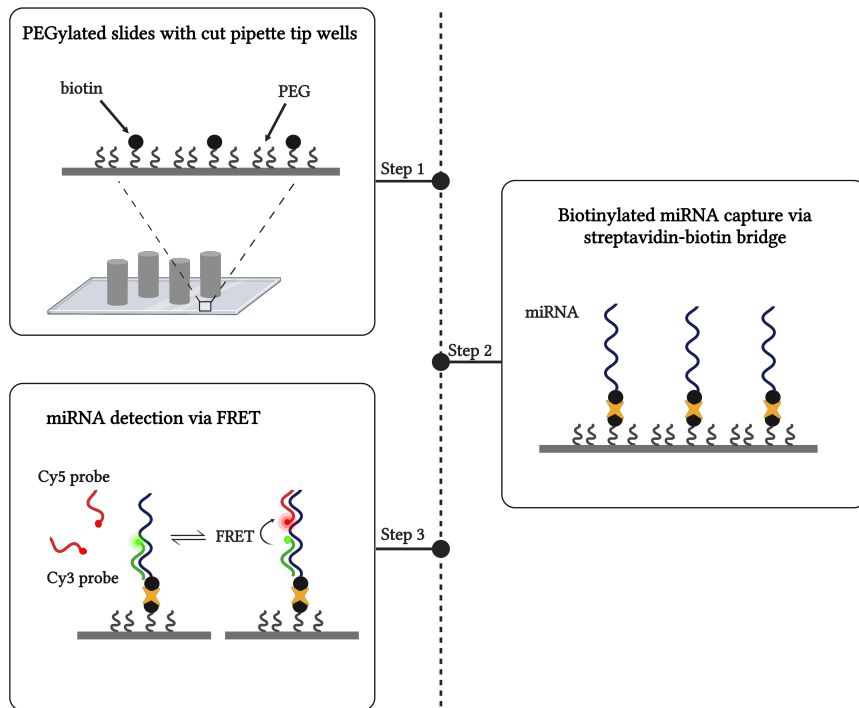 PEGylated slides with cut pipette tip wells
biotin
PEG
Step 1
Biotinylated miRNA capture via
streptavidin-biotin bridge
miRNA
Step 2
miRNA detection via FRET
Cy5 probe
FRET
Cy3 probe
Step 3